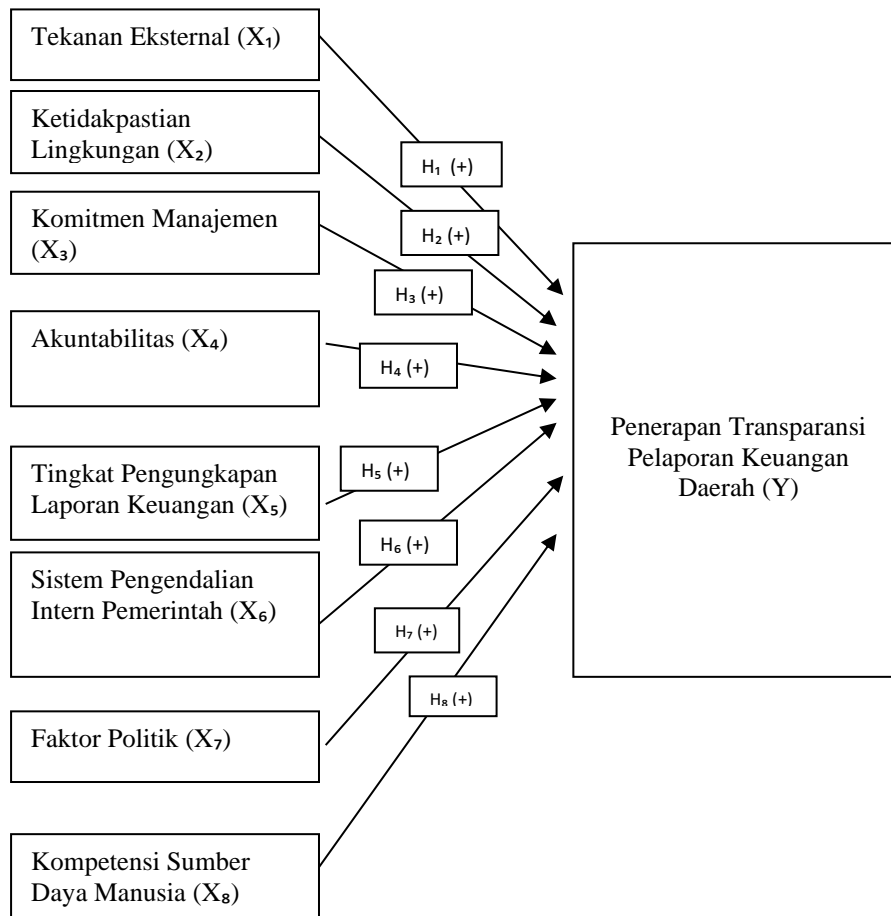 Tekanan Eksternal (X₁)
Ketidakpastian
Lingkungan (X₂)
Komitmen Manajemen
(X₃)
Akuntabilitas (X₄)
Tingkat Pengungkapan
Laporan Keuangan (X₅)
Sistem Pengendalian
Intern Pemerintah (X₆)
Faktor Politik (X₇)
Kompetensi Sumber
Daya Manusia (X₈)
H₁ (+)
H₂ (+)
H₃ (+)
H₄ (+)
H₅ (+)
H₆ (+)
H₇ (+)
H₈ (+)
Penerapan Transparansi
Pelaporan Keuangan
Daerah (Y)